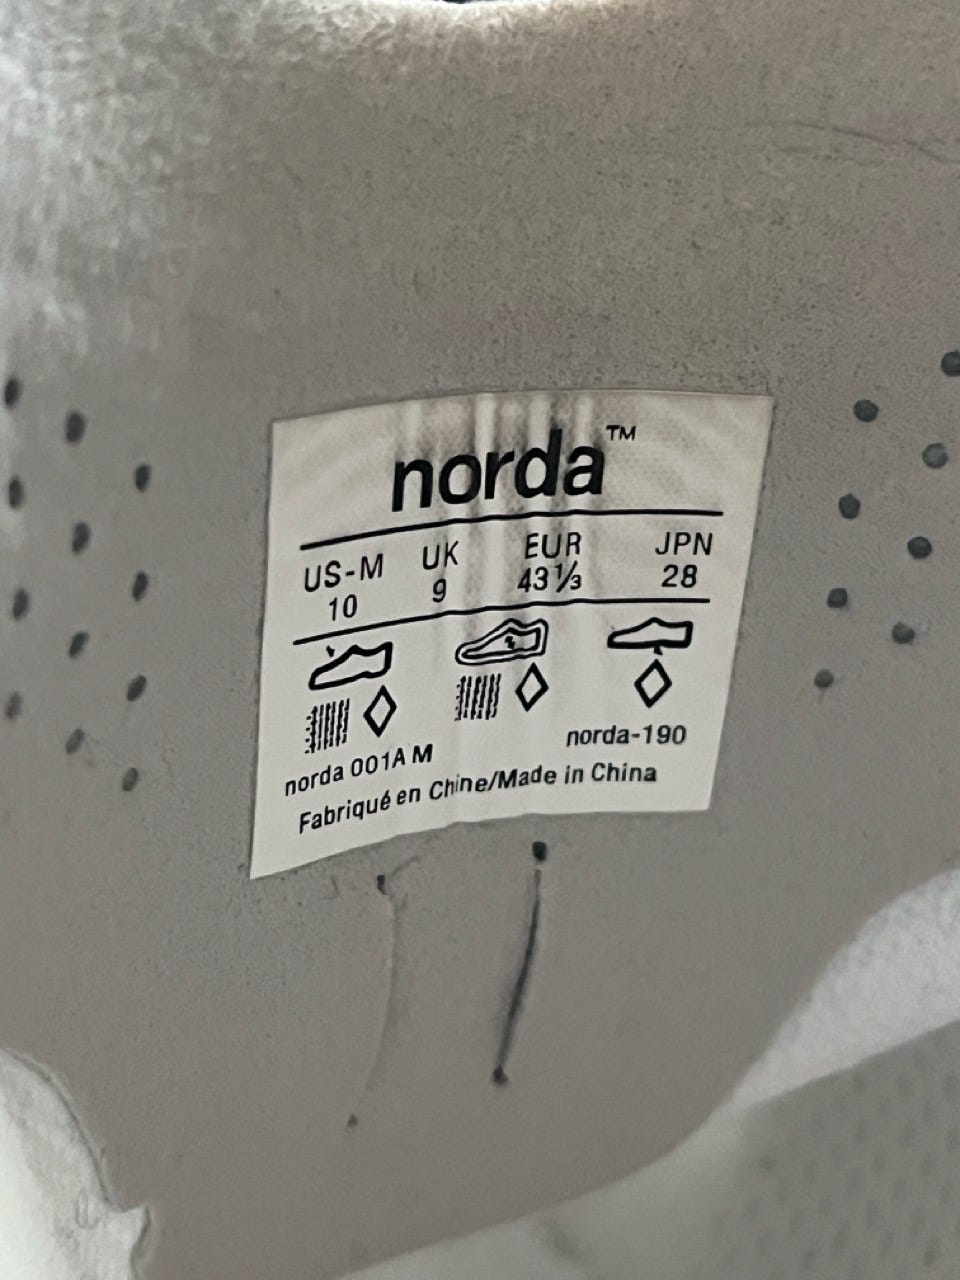 norda™
US-M UK EUR JPN
10 9 43⅓ 28
norda 001A M norda-190
Fabriqué en Chine/Made in China